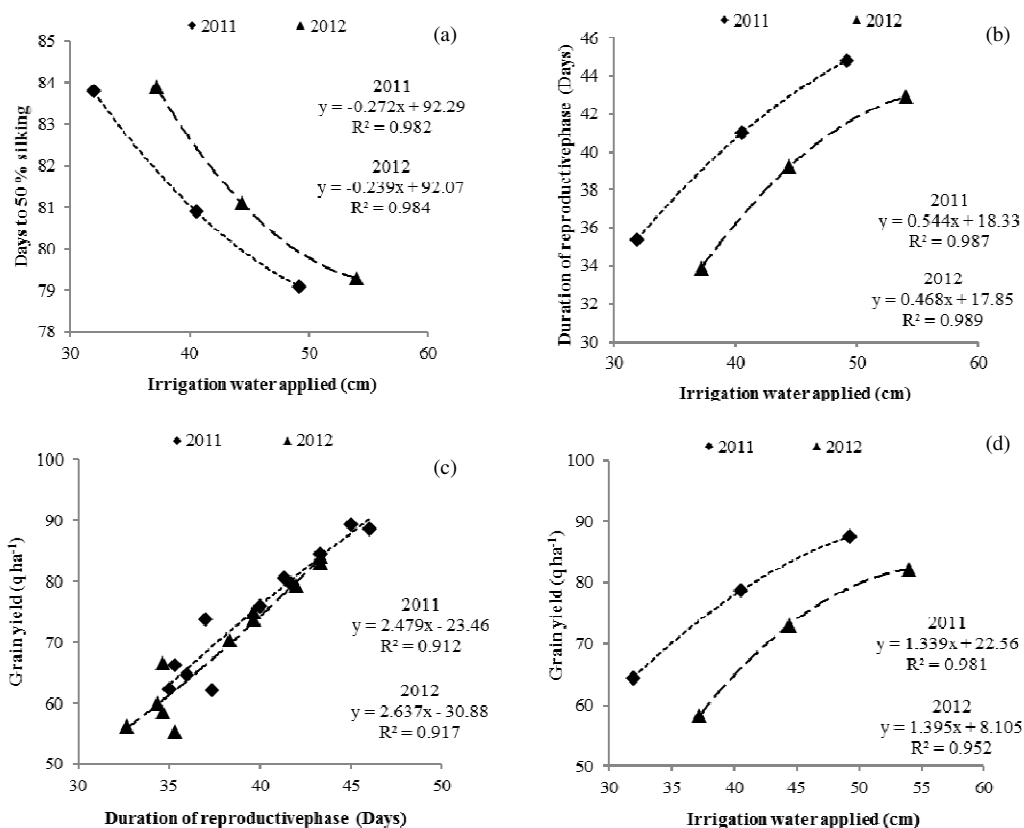 2011 2012
(a)
85
84
83
82
81
80
79
78
30 40 50 60
Days to 50 % silking
Irrigation water applied (cm)
2011
y = -0.272x + 92.29
R² = 0.982
2012
y = -0.239x + 92.07
R² = 0.984
2011 2012
(b)
46
44
42
40
38
36
34
32
30
30 40 50 60
Duration of reproductivephase (Days)
Irrigation water applied (cm)
2011
y = 0.544x + 18.33
R² = 0.987
2012
y = 0.468x + 17.85
R² = 0.989
2011 2012
(c)
100
90
80
70
60
50
30 35 40 45 50
Grain yield (q ha⁻¹)
Duration of reproductivephase (Days)
2011
y = 2.479x - 23.46
R² = 0.912
2012
y = 2.637x - 30.88
R² = 0.917
2011 2012
(d)
100
90
80
70
60
50
30 35 40 45 50 55 60
Grain yield (q ha⁻¹)
Irrigation water applied (cm)
2011
y = 1.339x + 22.56
R² = 0.981
2012
y = 1.395x + 8.105
R² = 0.952